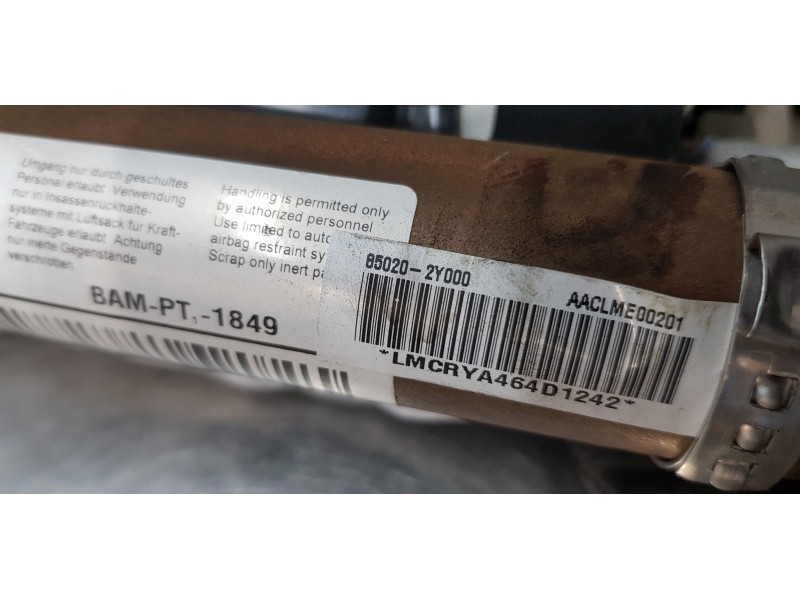 Umgang nur durch geschultes
Personal erlaubt. Verwendung
nur in Insassenrückhalte-
systeme mit Luftsack für Kraft-
Fahrzeuge erlaubt. Achtung
nur inerte Gegenstände
verschrotten.
Handling is permitted only
by authorized personnel
Use limited to auto
airbag restraint sy
Scrap only inert pa
BAM-PT,-1849
85020-2Y000
AACLME00201
*LMCRYA464D1242*